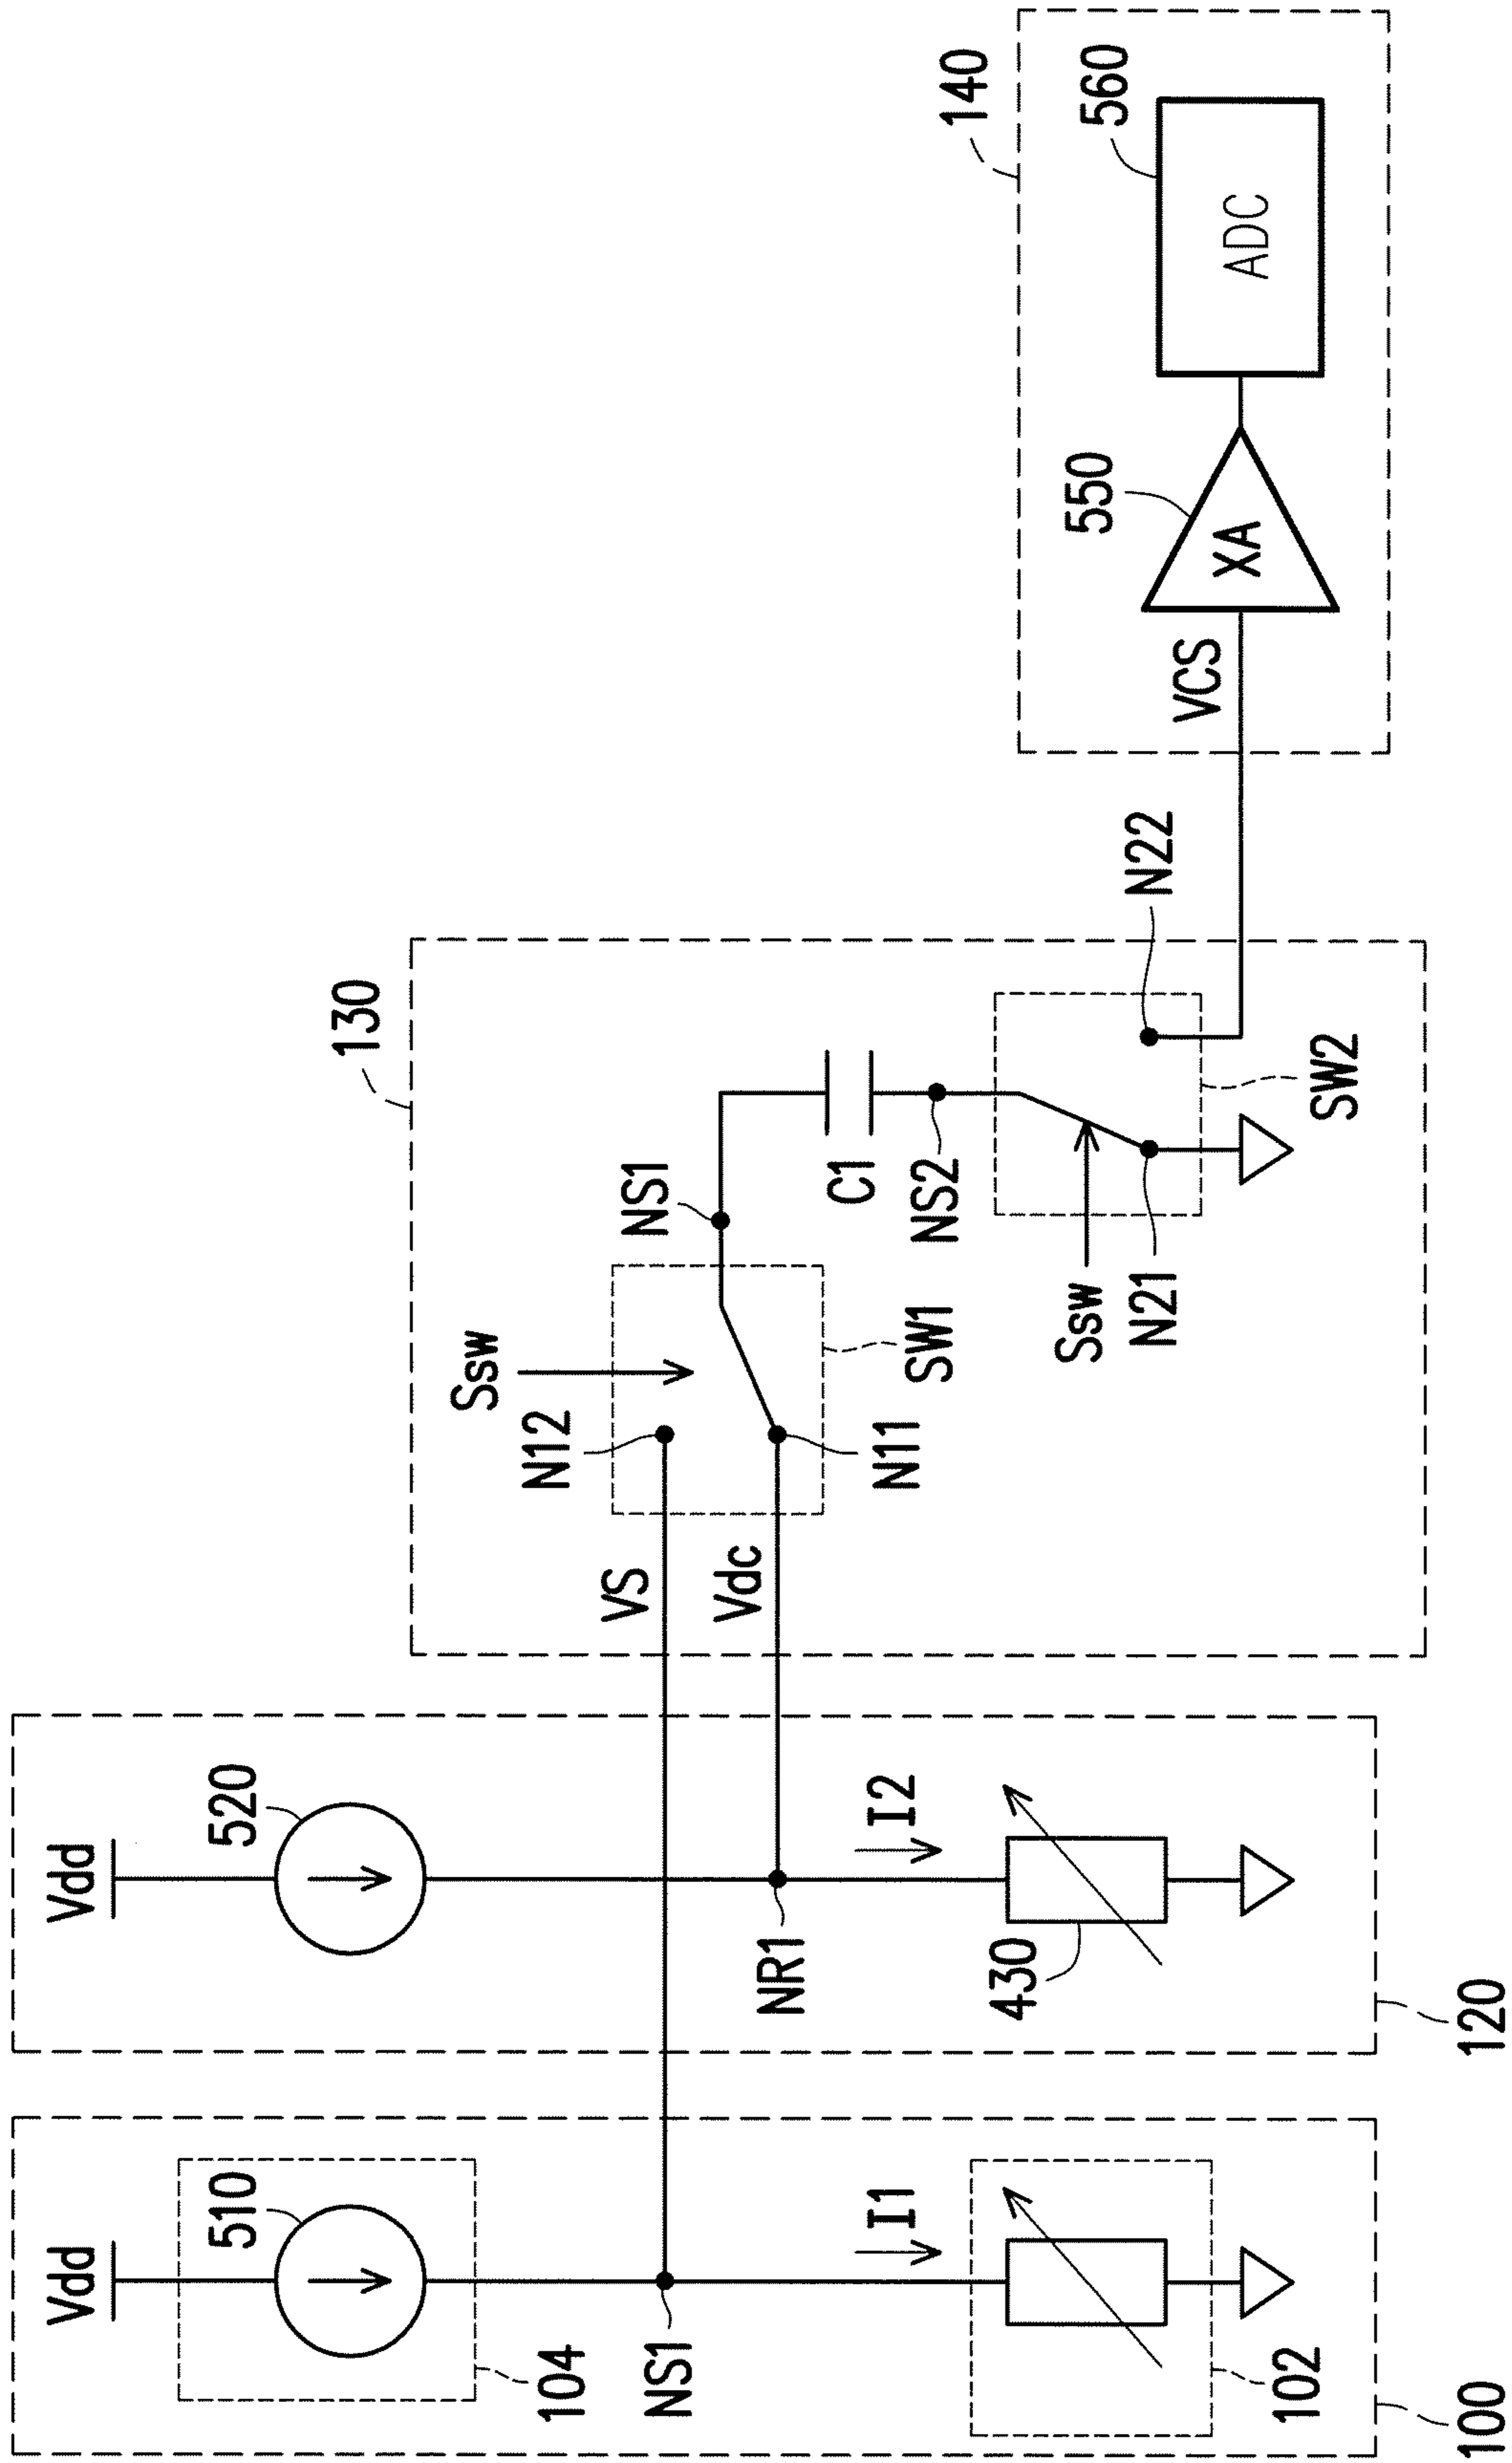 Vdd
510
104
NS1
I1
102
100
Vdd
520
NR1
I2
430
120
VS
Vdc
130
Ssw
N12
N11
SW1
NS1
C1
NS2
Ssw
N21
SW2
N22
VCS
140
550
XA
560
ADC